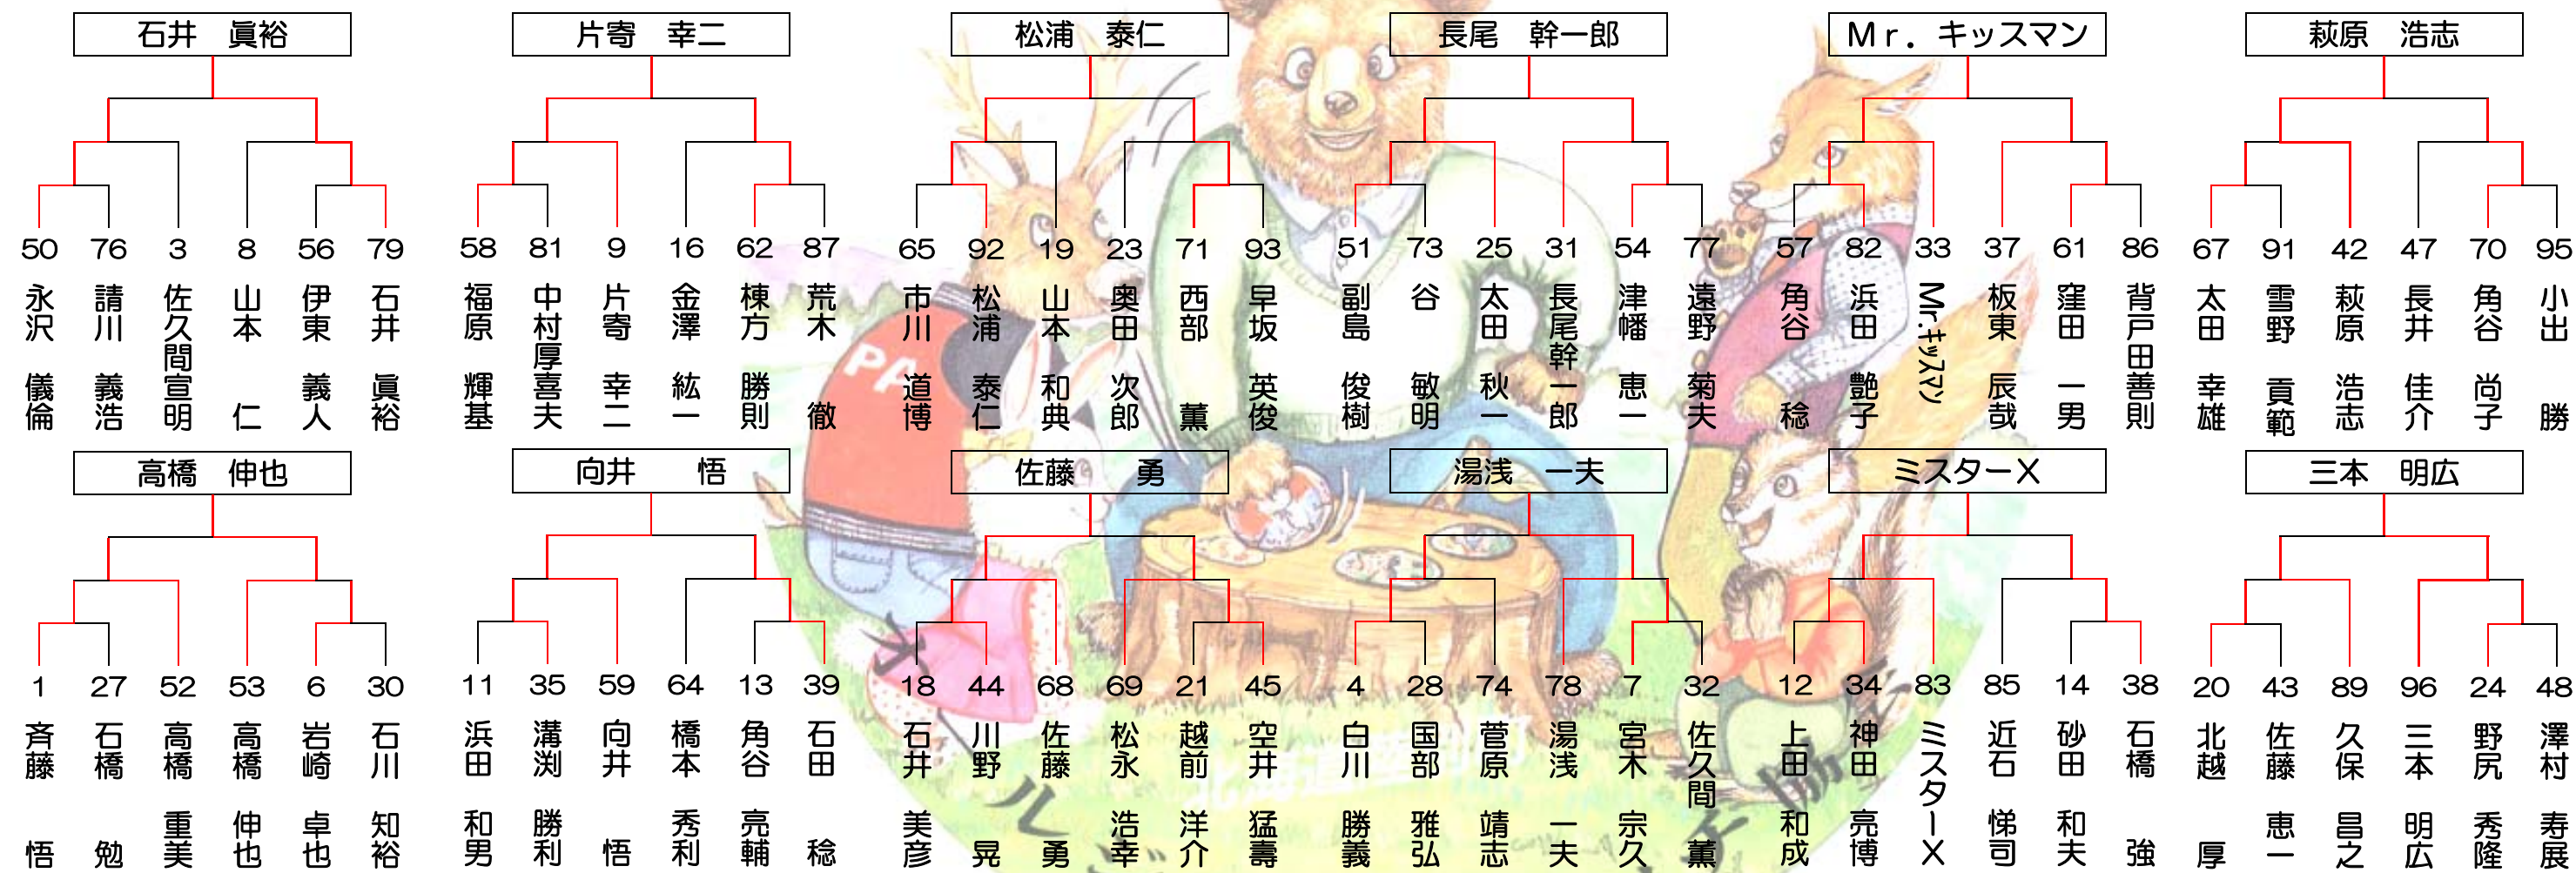 石井　眞裕
片寄　幸二
松浦　泰仁
長尾　幹一郎
Ｍｒ．キッスマン
萩原　浩志
50 76 3 8 56 79
58 81 9 16 62 87
65 92 19 23 71 93
51 73 25 31 54 77
57 82 33 37 61 86
67 91 42 47 70 95
永沢　儀倫
請川　義浩
佐久間宣明
山本　仁
伊東　義人
石井　眞裕
福原　輝基
中村厚喜夫
片寄　幸二
金澤　紘一
棟方　勝則
荒木　徹
市川　道博
松浦　泰仁
山本　和典
奥田　次郎
西部　薫
早坂　英俊
副島　俊樹
谷　敏明
太田　秋一
長尾幹一郎
津幡　恵一
遠野　菊夫
角谷　稔
浜田　艶子
Mr.ｷｯｽﾏﾝ
板東　辰哉
窪田　一男
背戸田善則
太田　幸雄
雪野　貢範
萩原　浩志
長井　佳介
角谷　尚子
小出　勝
高橋　伸也
向井　悟
佐藤　勇
湯浅　一夫
ミスターＸ
三本　明広
1 27 52 53 6 30
11 35 59 64 13 39
18 44 68 69 21 45
4 28 74 78 7 32
12 34 83 85 14 38
20 43 89 96 24 48
斉藤　悟
石橋　勉
高橋　重美
高橋　伸也
岩崎　卓也
石川　知裕
浜田　和男
溝渕　勝利
向井　悟
橋本　秀利
角谷　亮輔
石田　稔
石井　美彦
川野　晃
佐藤　勇
松永　浩幸
越前　洋介
空井　猛壽
白川　勝義
国部　雅弘
菅原　靖志
湯浅　一夫
宮木　宗久
佐久間　薫
上田　和成
神田　亮博
ミスターＸ
近石　悌司
砂田　和夫
石橋　強
北越　厚
佐藤　恵一
久保　昌之
三本　明広
野尻　秀隆
澤村　寿展